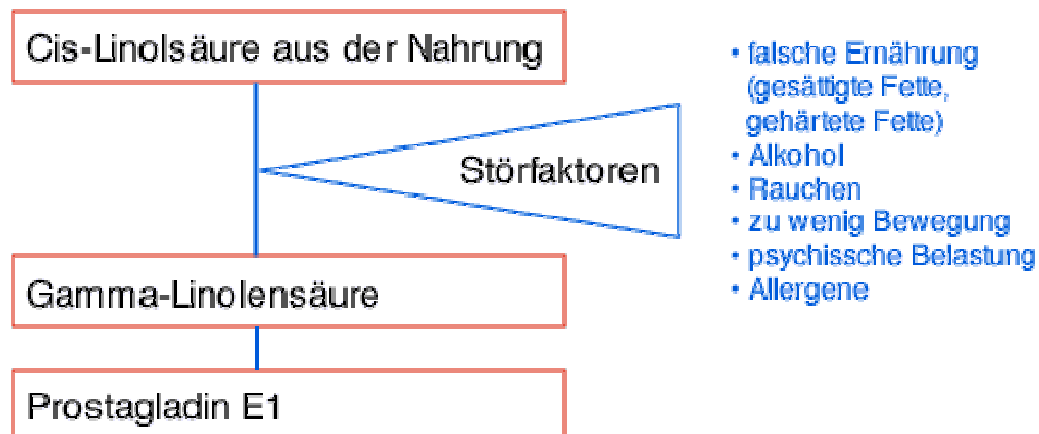 Cis-Linolsäure aus der Nahrung
Störfaktoren
• falsche Ernährung
(gesättigte Fette,
gehärtete Fette)
• Alkohol
• Rauchen
• zu wenig Bewegung
• psychissche Belastung
• Allergene
Gamma-Linolensäure
Prostagladin E1